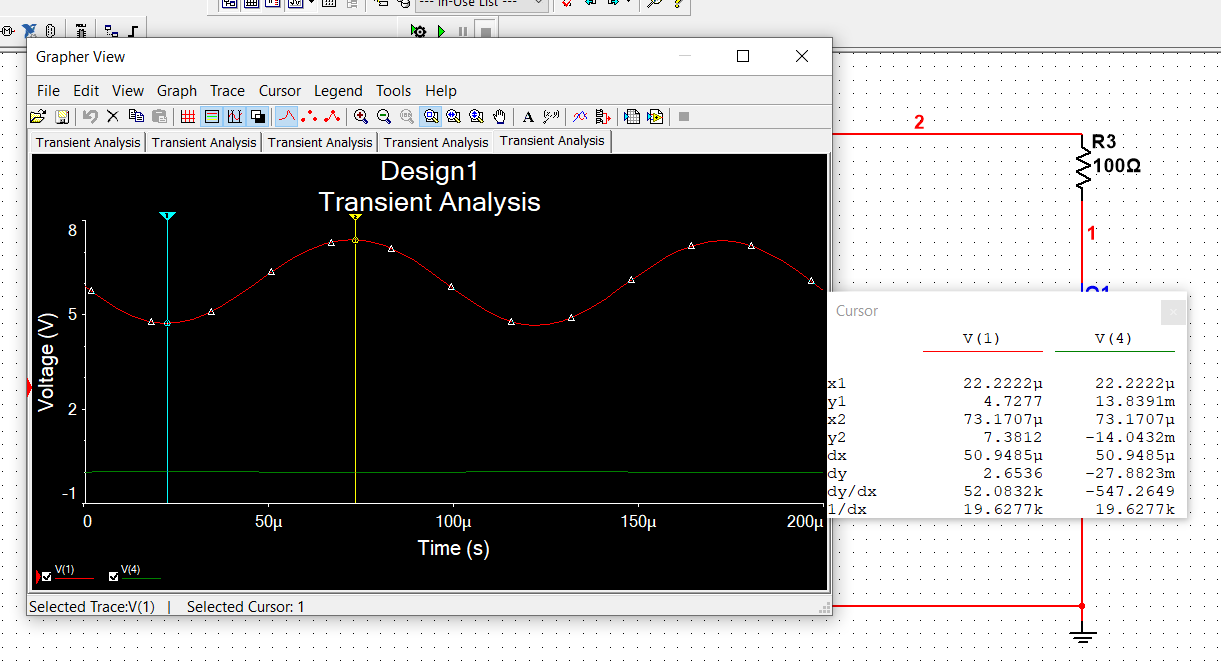 --- In-Use List ---
Grapher View
File Edit View Graph Trace Cursor Legend Tools Help
Transient Analysis Transient Analysis Transient Analysis Transient Analysis Transient Analysis
Design1
Transient Analysis
8
5
2
-1
Voltage (V)
0 50µ 100µ 150µ 200µ
Time (s)
V(1) V(4)
Selected Trace:V(1) | Selected Cursor: 1
2
R3
100Ω
1
Q1
Cursor
V(1) V(4)
x1 22.2222µ 22.2222µ
y1 4.7277 13.8391m
x2 73.1707µ 73.1707µ
y2 7.3812 -14.0432m
dx 50.9485µ 50.9485µ
dy 2.6536 -27.8823m
dy/dx 52.0832k -547.2649
1/dx 19.6277k 19.6277k